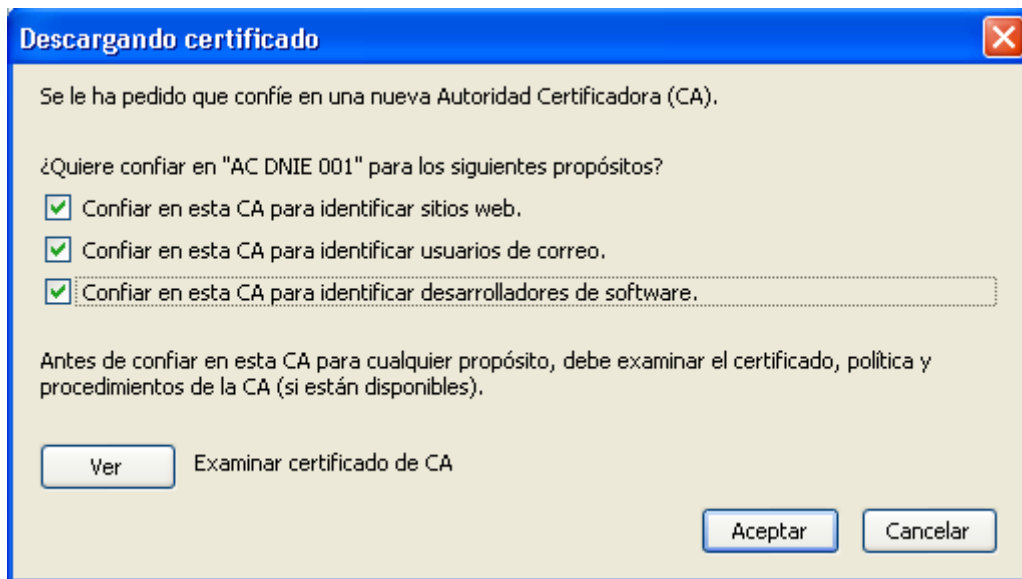 Descargando certificado
Se le ha pedido que confíe en una nueva Autoridad Certificadora (CA).
¿Quiere confiar en "AC DNIE 001" para los siguientes propósitos?
Confiar en esta CA para identificar sitios web.
Confiar en esta CA para identificar usuarios de correo.
Confiar en esta CA para identificar desarrolladores de software.
Antes de confiar en esta CA para cualquier propósito, debe examinar el certificado, política y
procedimientos de la CA (si están disponibles).
Ver Examinar certificado de CA
Aceptar Cancelar